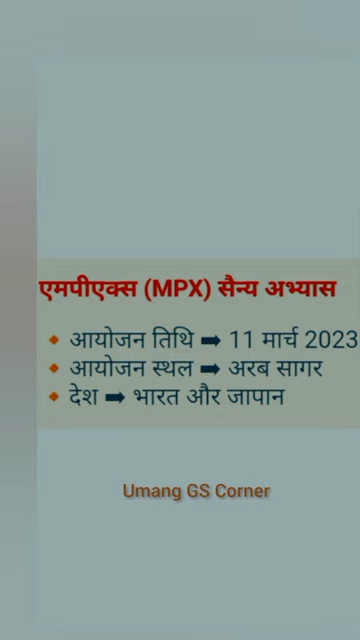 एमपीएक्स (MPX) सैन्य अभ्यास
🔸 आयोजन तिथि ➡ 11 मार्च 2023
🔸 आयोजन स्थल ➡ अरब सागर
🔸 देश ➡ भारत और जापान
Umang GS Corner